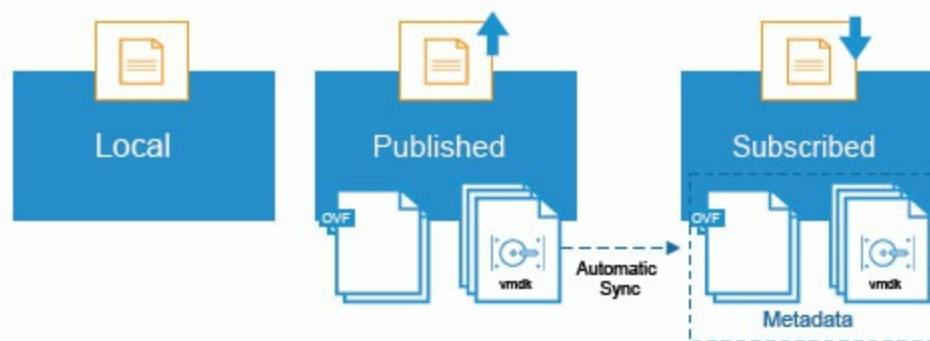 Local
Published
Subscribed
OVF
vmdk
Automatic
Sync
OVF
vmdk
Metadata